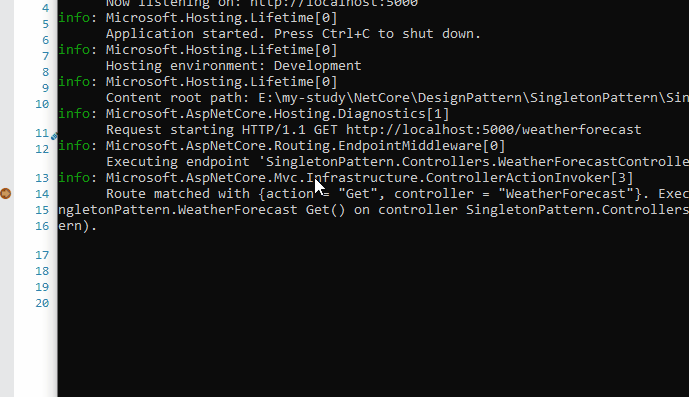 4
5
6
7
8
9
10
11
12
13
14
15
16
17
18
19
20
Now listening on: http://localhost:5000
info: Microsoft.Hosting.Lifetime[0]
Application started. Press Ctrl+C to shut down.
info: Microsoft.Hosting.Lifetime[0]
Hosting environment: Development
info: Microsoft.Hosting.Lifetime[0]
Content root path: E:\my-study\NetCore\DesignPattern\SingletonPattern\Sin
info: Microsoft.AspNetCore.Hosting.Diagnostics[1]
Request starting HTTP/1.1 GET http://localhost:5000/weatherforecast
info: Microsoft.AspNetCore.Routing.EndpointMiddleware[0]
Executing endpoint 'SingletonPattern.Controllers.WeatherForecastControlle
info: Microsoft.AspNetCore.Mvc.Infrastructure.ControllerActionInvoker[3]
Route matched with {action = "Get", controller = "WeatherForecast"}. Exec
ngletonPattern.WeatherForecast Get() on controller SingletonPattern.Controllers
ern).